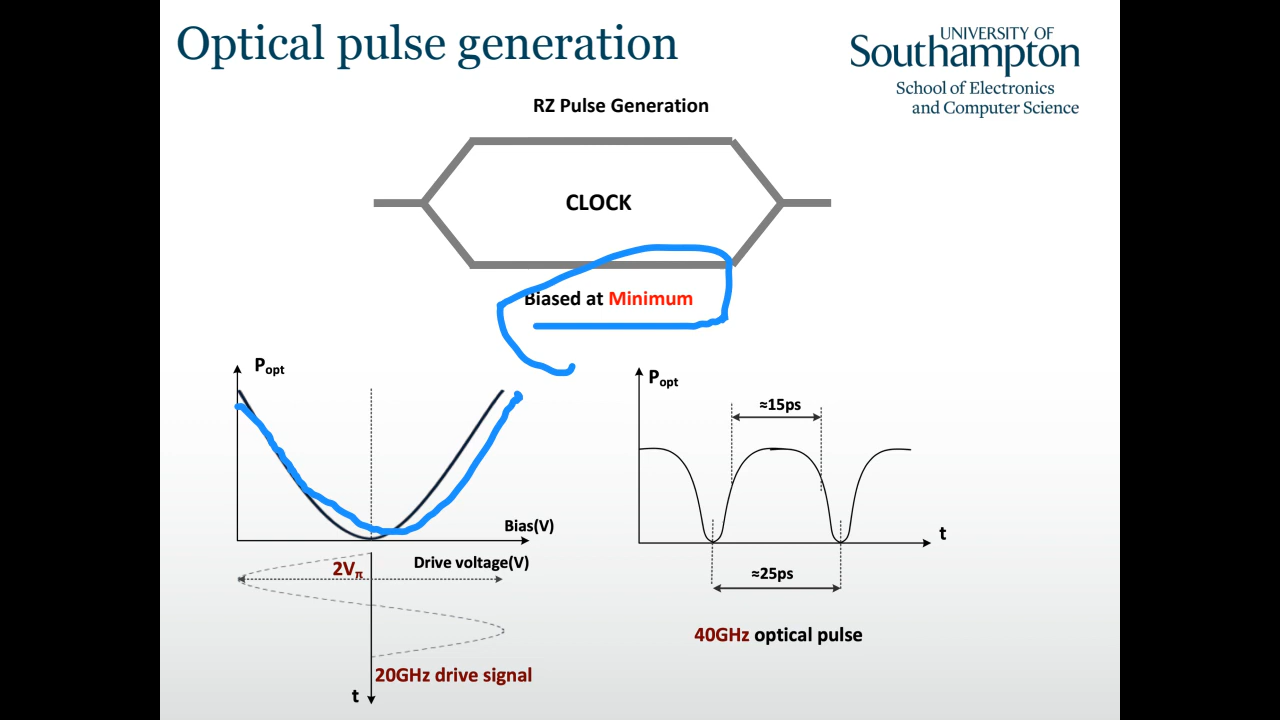 Optical pulse generation
UNIVERSITY OF
Southampton
School of Electronics
and Computer Science
RZ Pulse Generation
CLOCK
Biased at Minimum
Popt
Bias(V)
2Vπ
Drive voltage(V)
20GHz drive signal
t
Popt
≈15ps
t
≈25ps
40GHz optical pulse